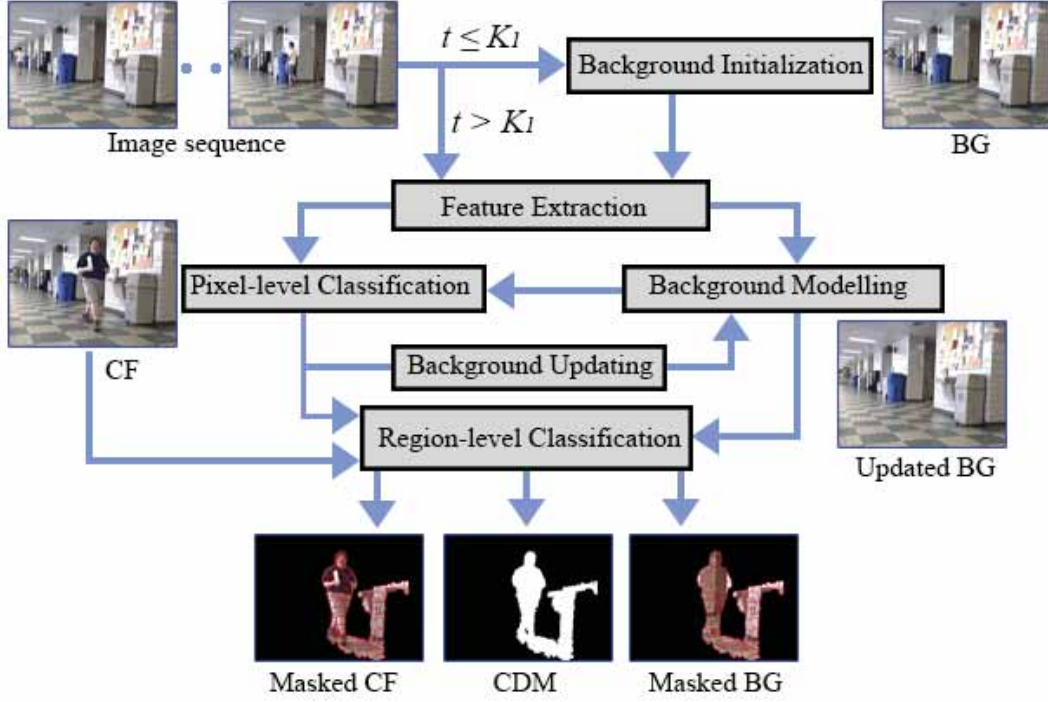 t ≤ K1
Background Initialization
t > K1
Image sequence
BG
Feature Extraction
Pixel-level Classification
Background Modelling
CF
Background Updating
Region-level Classification
Updated BG
Masked CF
CDM
Masked BG